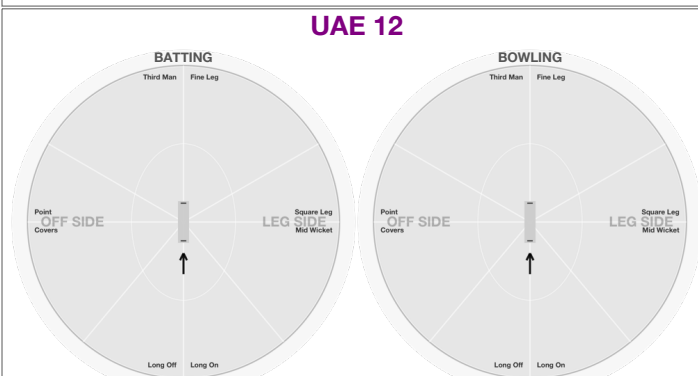 UAE 12
BATTING
Third Man Fine Leg
Point
OFF SIDE
Covers
Square Leg
LEG SIDE
Mid Wicket
Long Off Long On
BOWLING
Third Man Fine Leg
Point
OFF SIDE
Covers
Square Leg
LEG SIDE
Mid Wicket
Long Off Long On